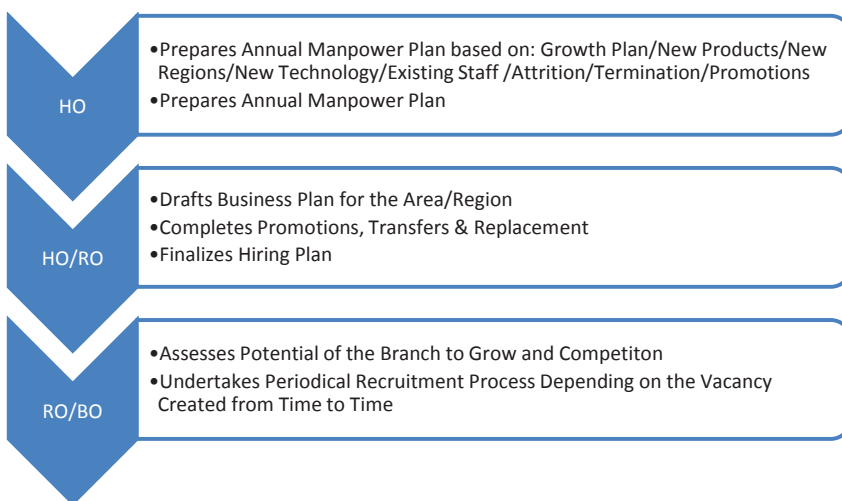 HO
•Prepares Annual Manpower Plan based on: Growth Plan/New Products/New
Regions/New Technology/Existing Staff /Attrition/Termination/Promotions
•Prepares Annual Manpower Plan
HO/RO
•Drafts Business Plan for the Area/Region
•Completes Promotions, Transfers & Replacement
•Finalizes Hiring Plan
RO/BO
•Assesses Potential of the Branch to Grow and Competiton
•Undertakes Periodical Recruitment Process Depending on the Vacancy
Created from Time to Time